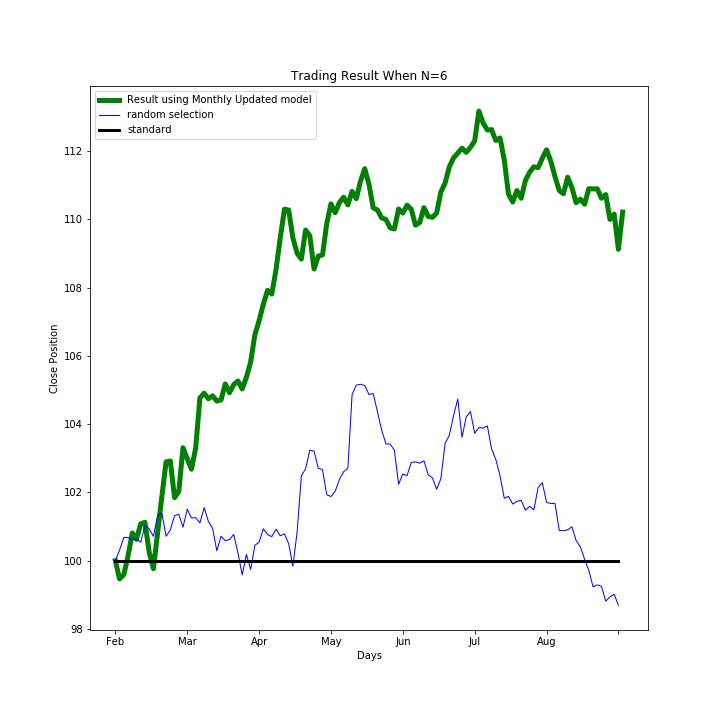 Trading Result When N=6
Result using Monthly Updated model
random selection
standard
Close Position
112
110
108
106
104
102
100
98
Feb Mar Apr May Jun Jul Aug
Days